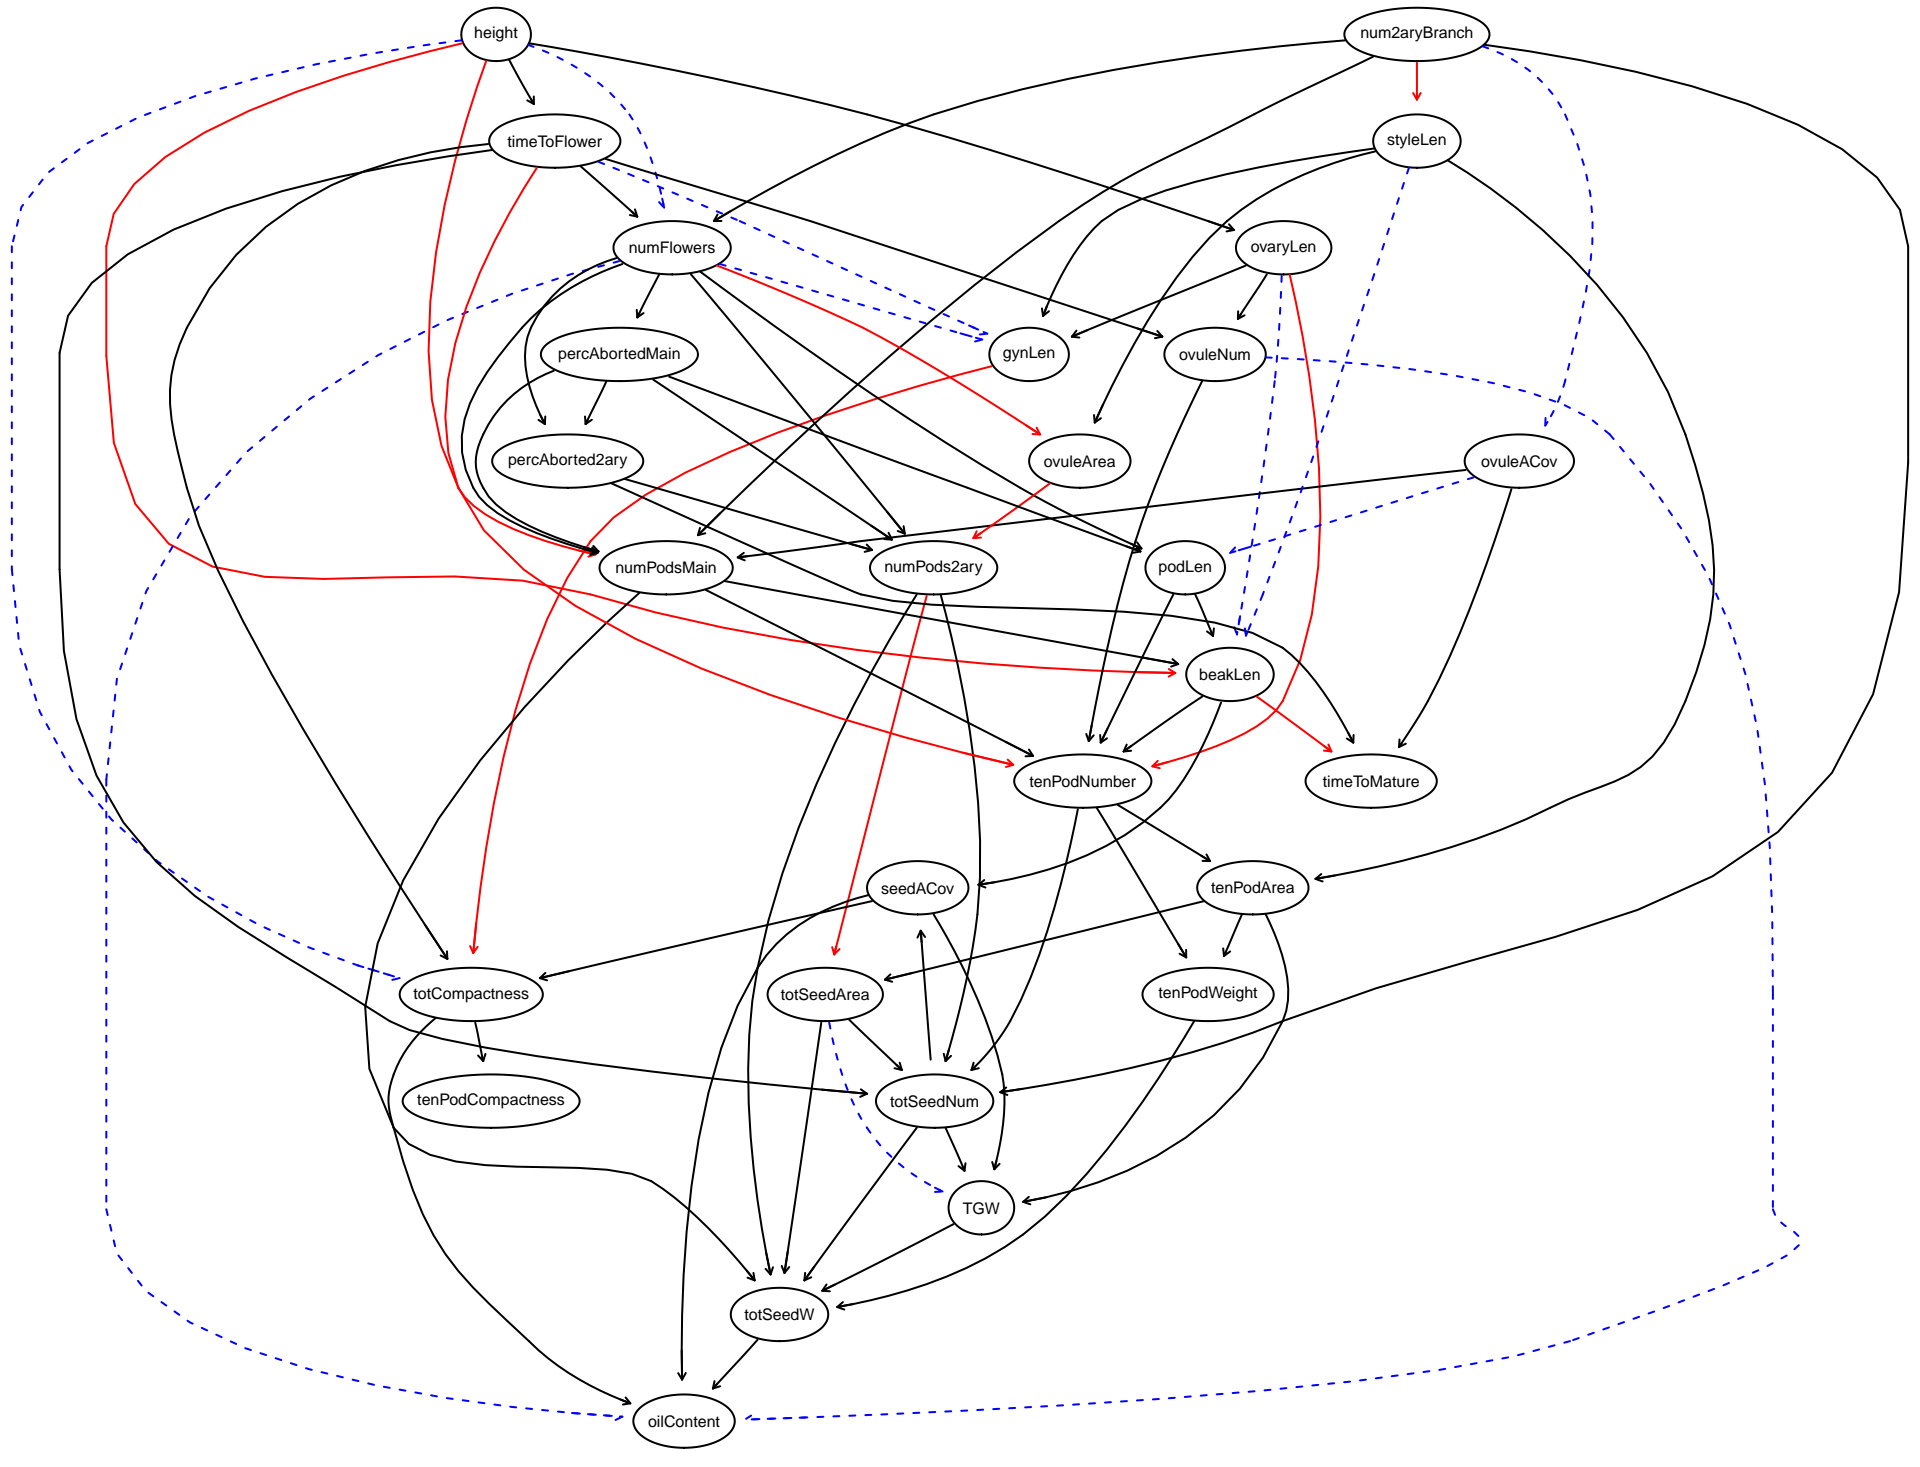 height
num2aryBranch
timeToFlower
styleLen
numFlowers
ovaryLen
percAbortedMain
gynLen
ovuleNum
percAborted2ary
ovuleArea
ovuleACov
numPodsMain
numPods2ary
podLen
beakLen
tenPodNumber
timeToMature
seedACov
tenPodArea
totCompactness
totSeedArea
tenPodWeight
tenPodCompactness
totSeedNum
TGW
totSeedW
oilContent